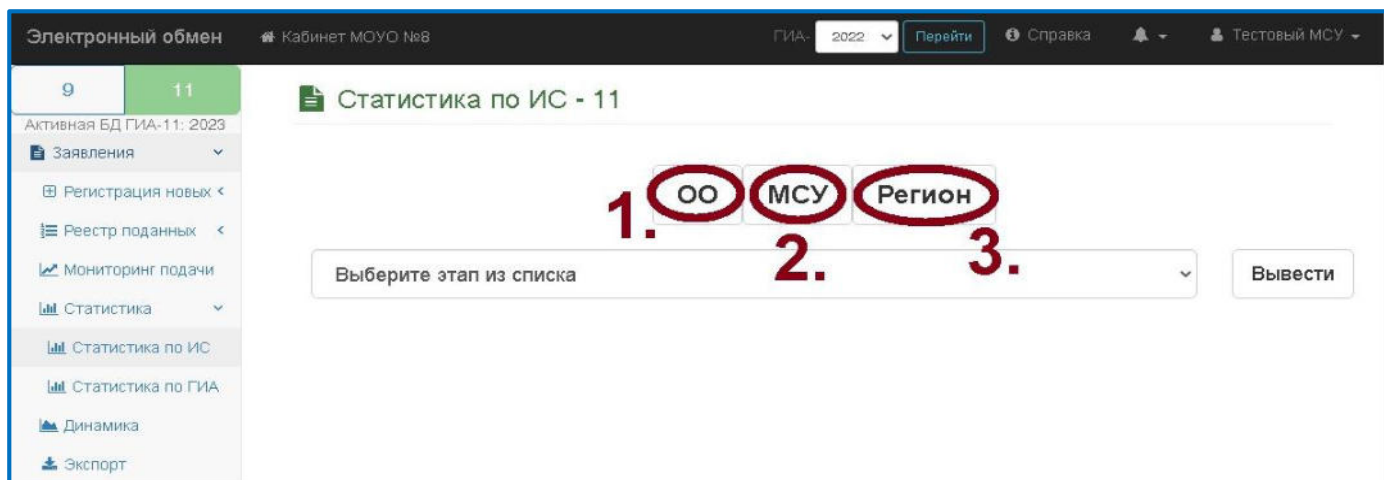 Электронный обмен Кабинет МОУО №8 ГИА- 2022 Перейти Справка Тестовый МСУ
9 11
Активная БД ГИА-11: 2023
Заявления
Регистрация новых
Реестр поданных
Мониторинг подачи
Статистика
Статистика по ИС
Статистика по ГИА
Динамика
Экспорт
Статистика по ИС - 11
ОО МСУ Регион
1. 2. 3.
Выберите этап из списка Вывести